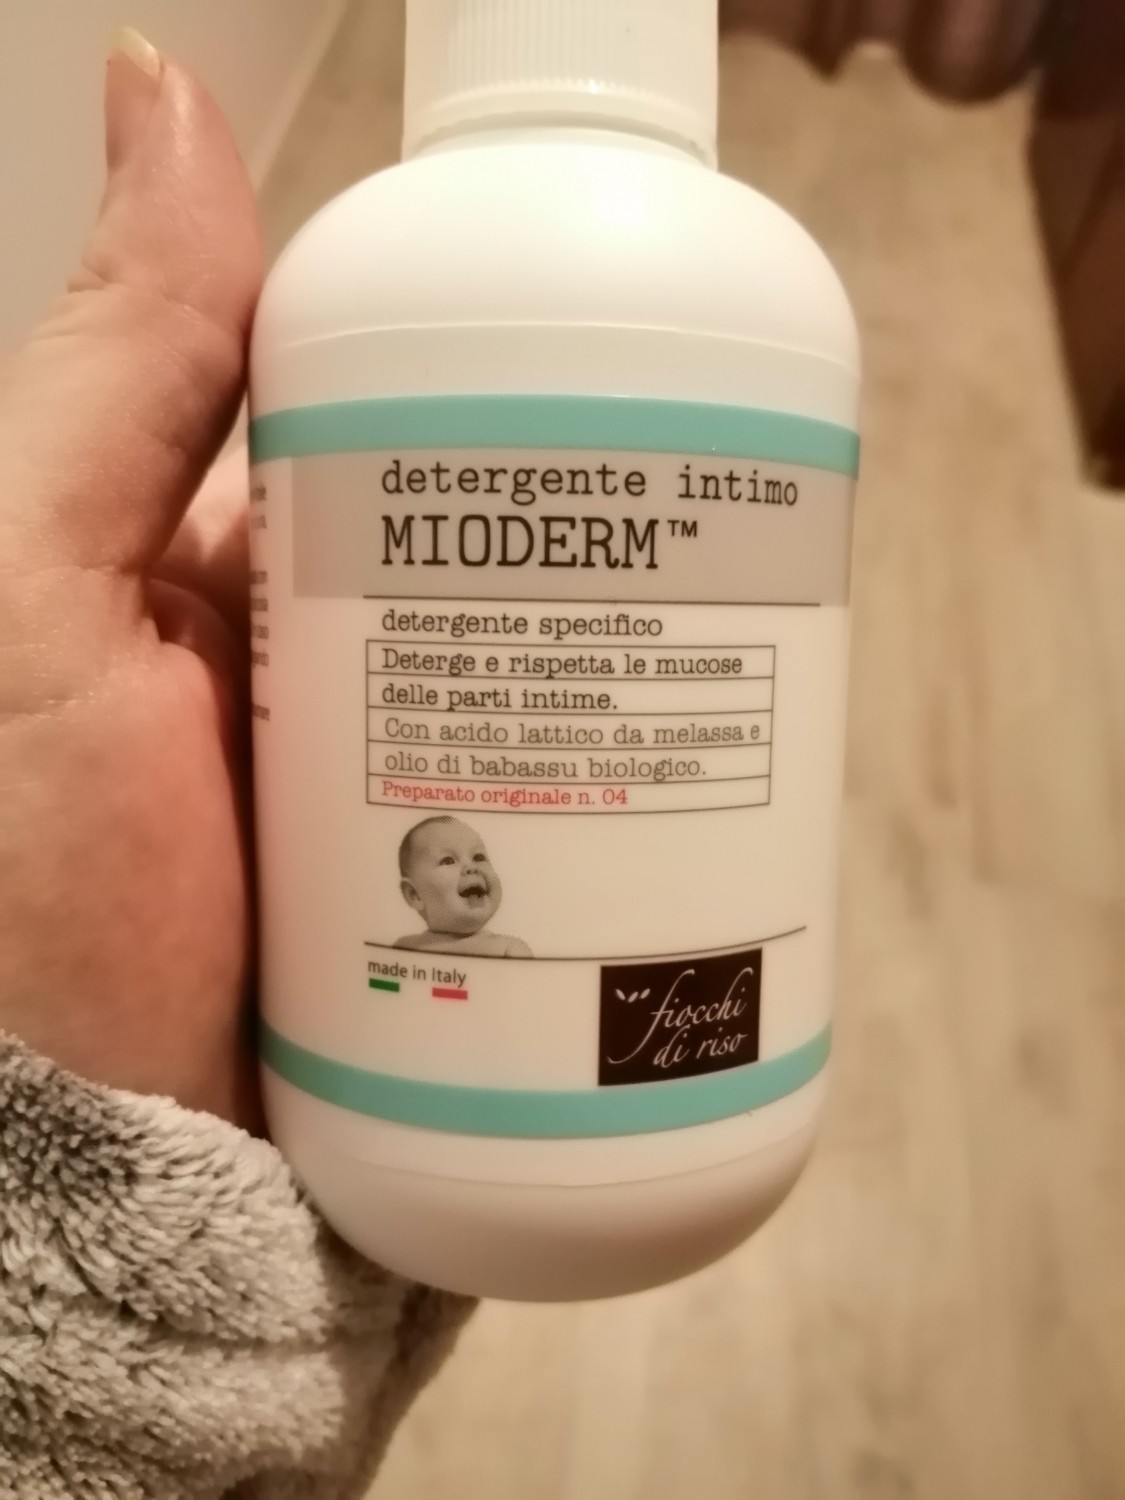 detergente intimo
MIODERM™
detergente specifico
Deterge e rispetta le mucose
delle parti intime.
Con acido lattico da melassa e
olio di babassu biologico.
Preparato originale n. 04
made in Italy
fiocchi
di riso